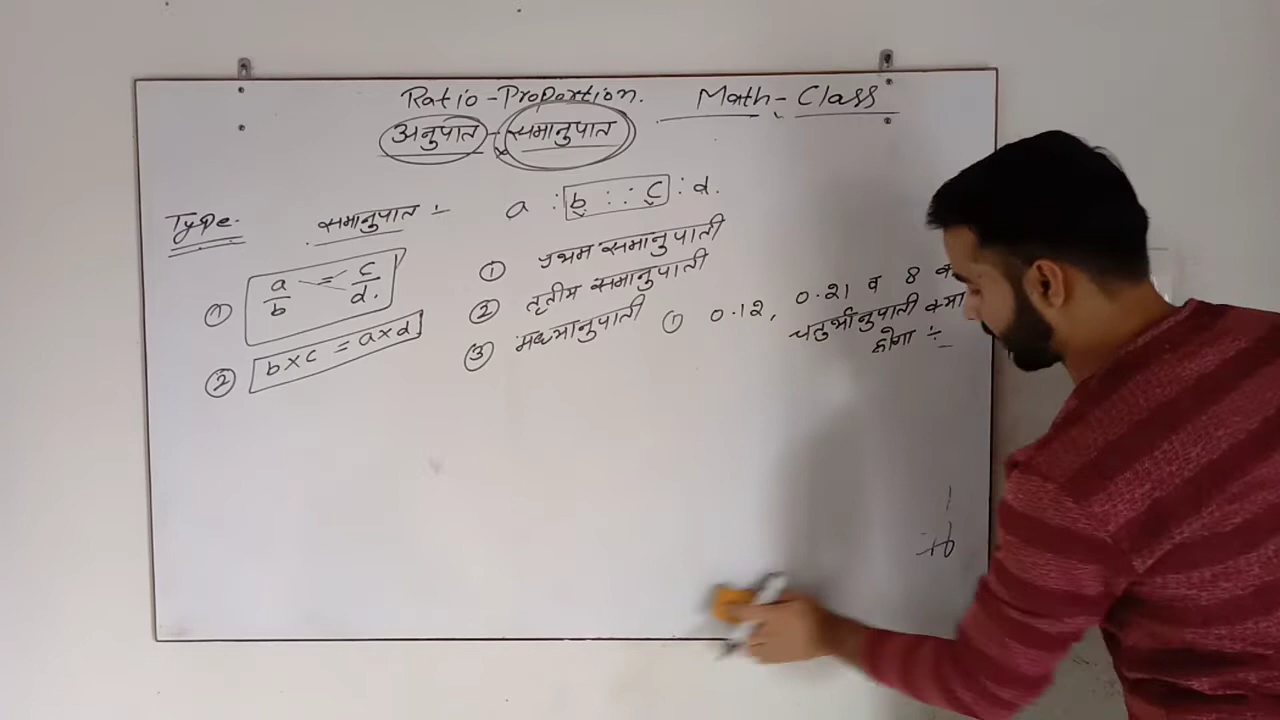 Ratio-Proportion.
Math-Class
अनुपात - समानुपात
Type.
समानुपात :-
a : b :: c : d.
① a/b = c/d.
② b×c = a×d
① प्रथम समानुपाती
② तृतीय समानुपाती
③ मध्यानुपाती
① 0.12, 0.21 व 8
चतुर्थानुपाती क्या
होगा :-